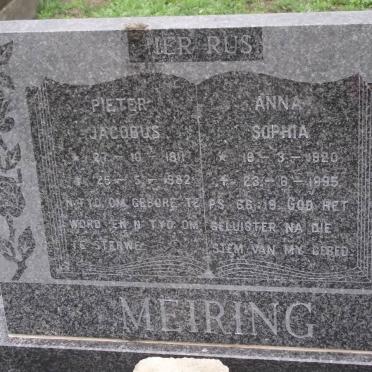 HIER RUS
PIETER
JACOBUS
* 27-10-1911
+ 25-5-1982
N TYD OM GEBORE TE
WORD EN N TYD OM
TE STERWE
ANNA
SOPHIA
* 18-3-1920
+ 23-6-1995
PS 66:19 GOD HET
GELUISTER NA DIE
STEM VAN MY GEBED
MEIRING